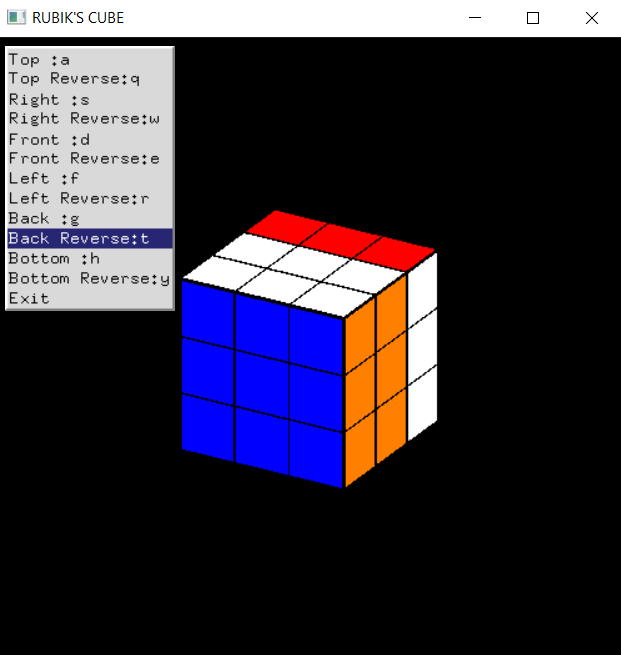 RUBIK'S CUBE
Top :a
Top Reverse:q
Right :s
Right Reverse:w
Front :d
Front Reverse:e
Left :f
Left Reverse:r
Back :g
Back Reverse:t
Bottom :h
Bottom Reverse:y
Exit